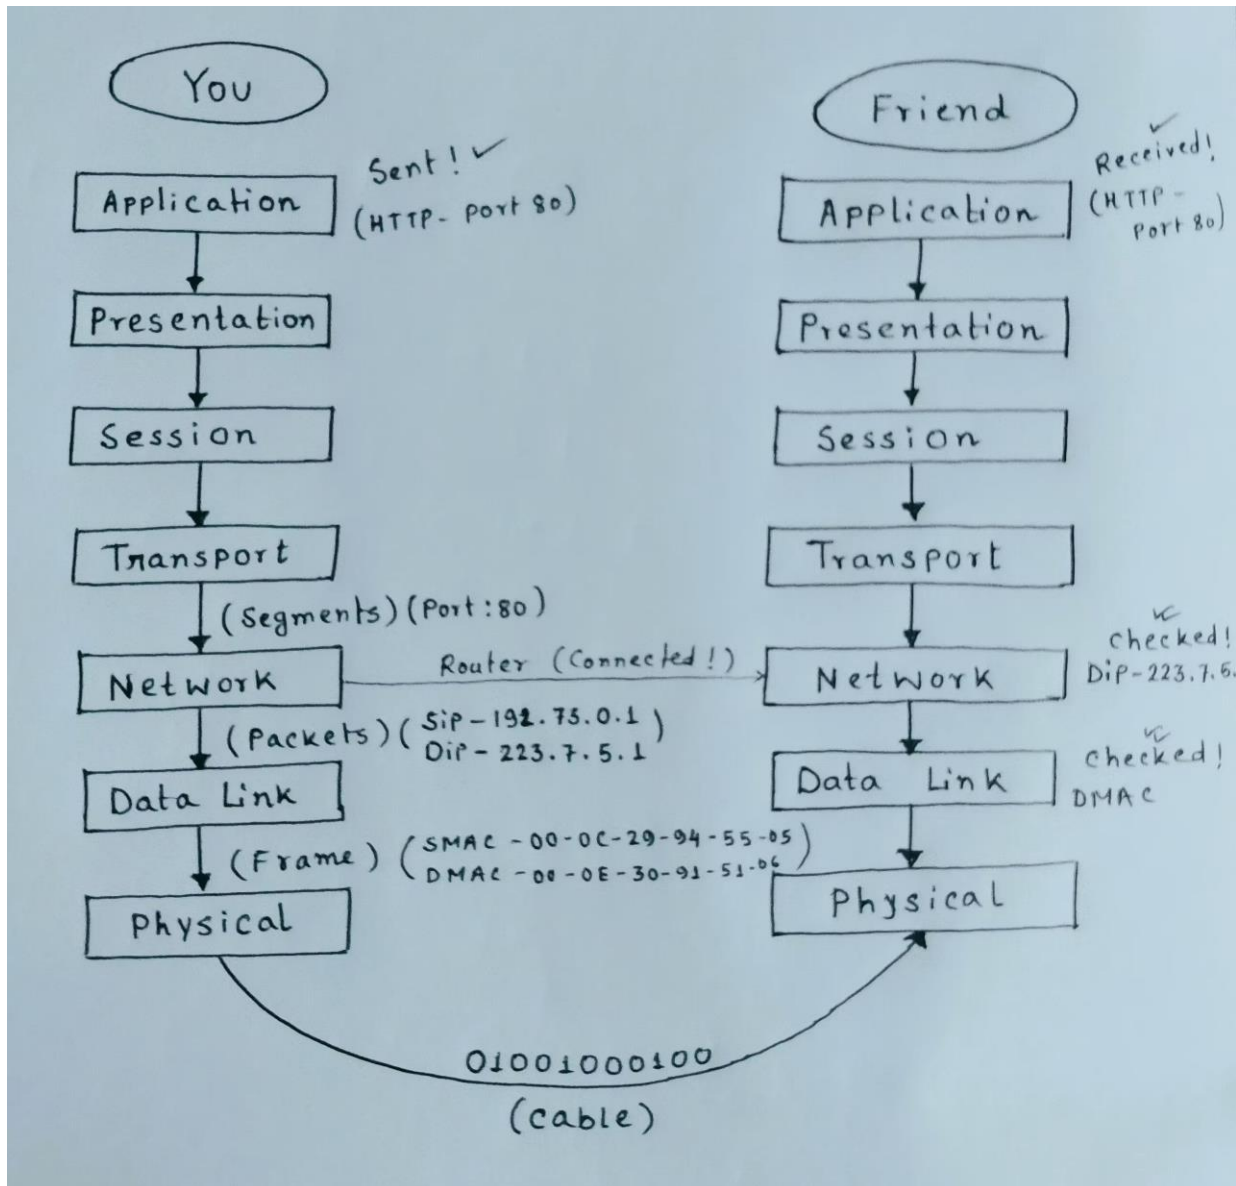 You
Sent!
Application
(HTTP- Port 80)
Presentation
Session
Transport
(Segments) (Port:80)
Network
Router (Connected!)
(Packets) ( SiP - 192.75.0.1 )
DiP - 223.7.5.1
Data Link
(Frame) ( SMAC - 00-0C-29-94-55-05 )
DMAC - 00-0E-30-91-51-06
Physical
01001000100
(cable)
Friend
Received!
Application
(HTTP-
Port 80)
Presentation
Session
Transport
checked!
Network
DiP-223.7.5.
checked!
Data Link
DMAC
Physical